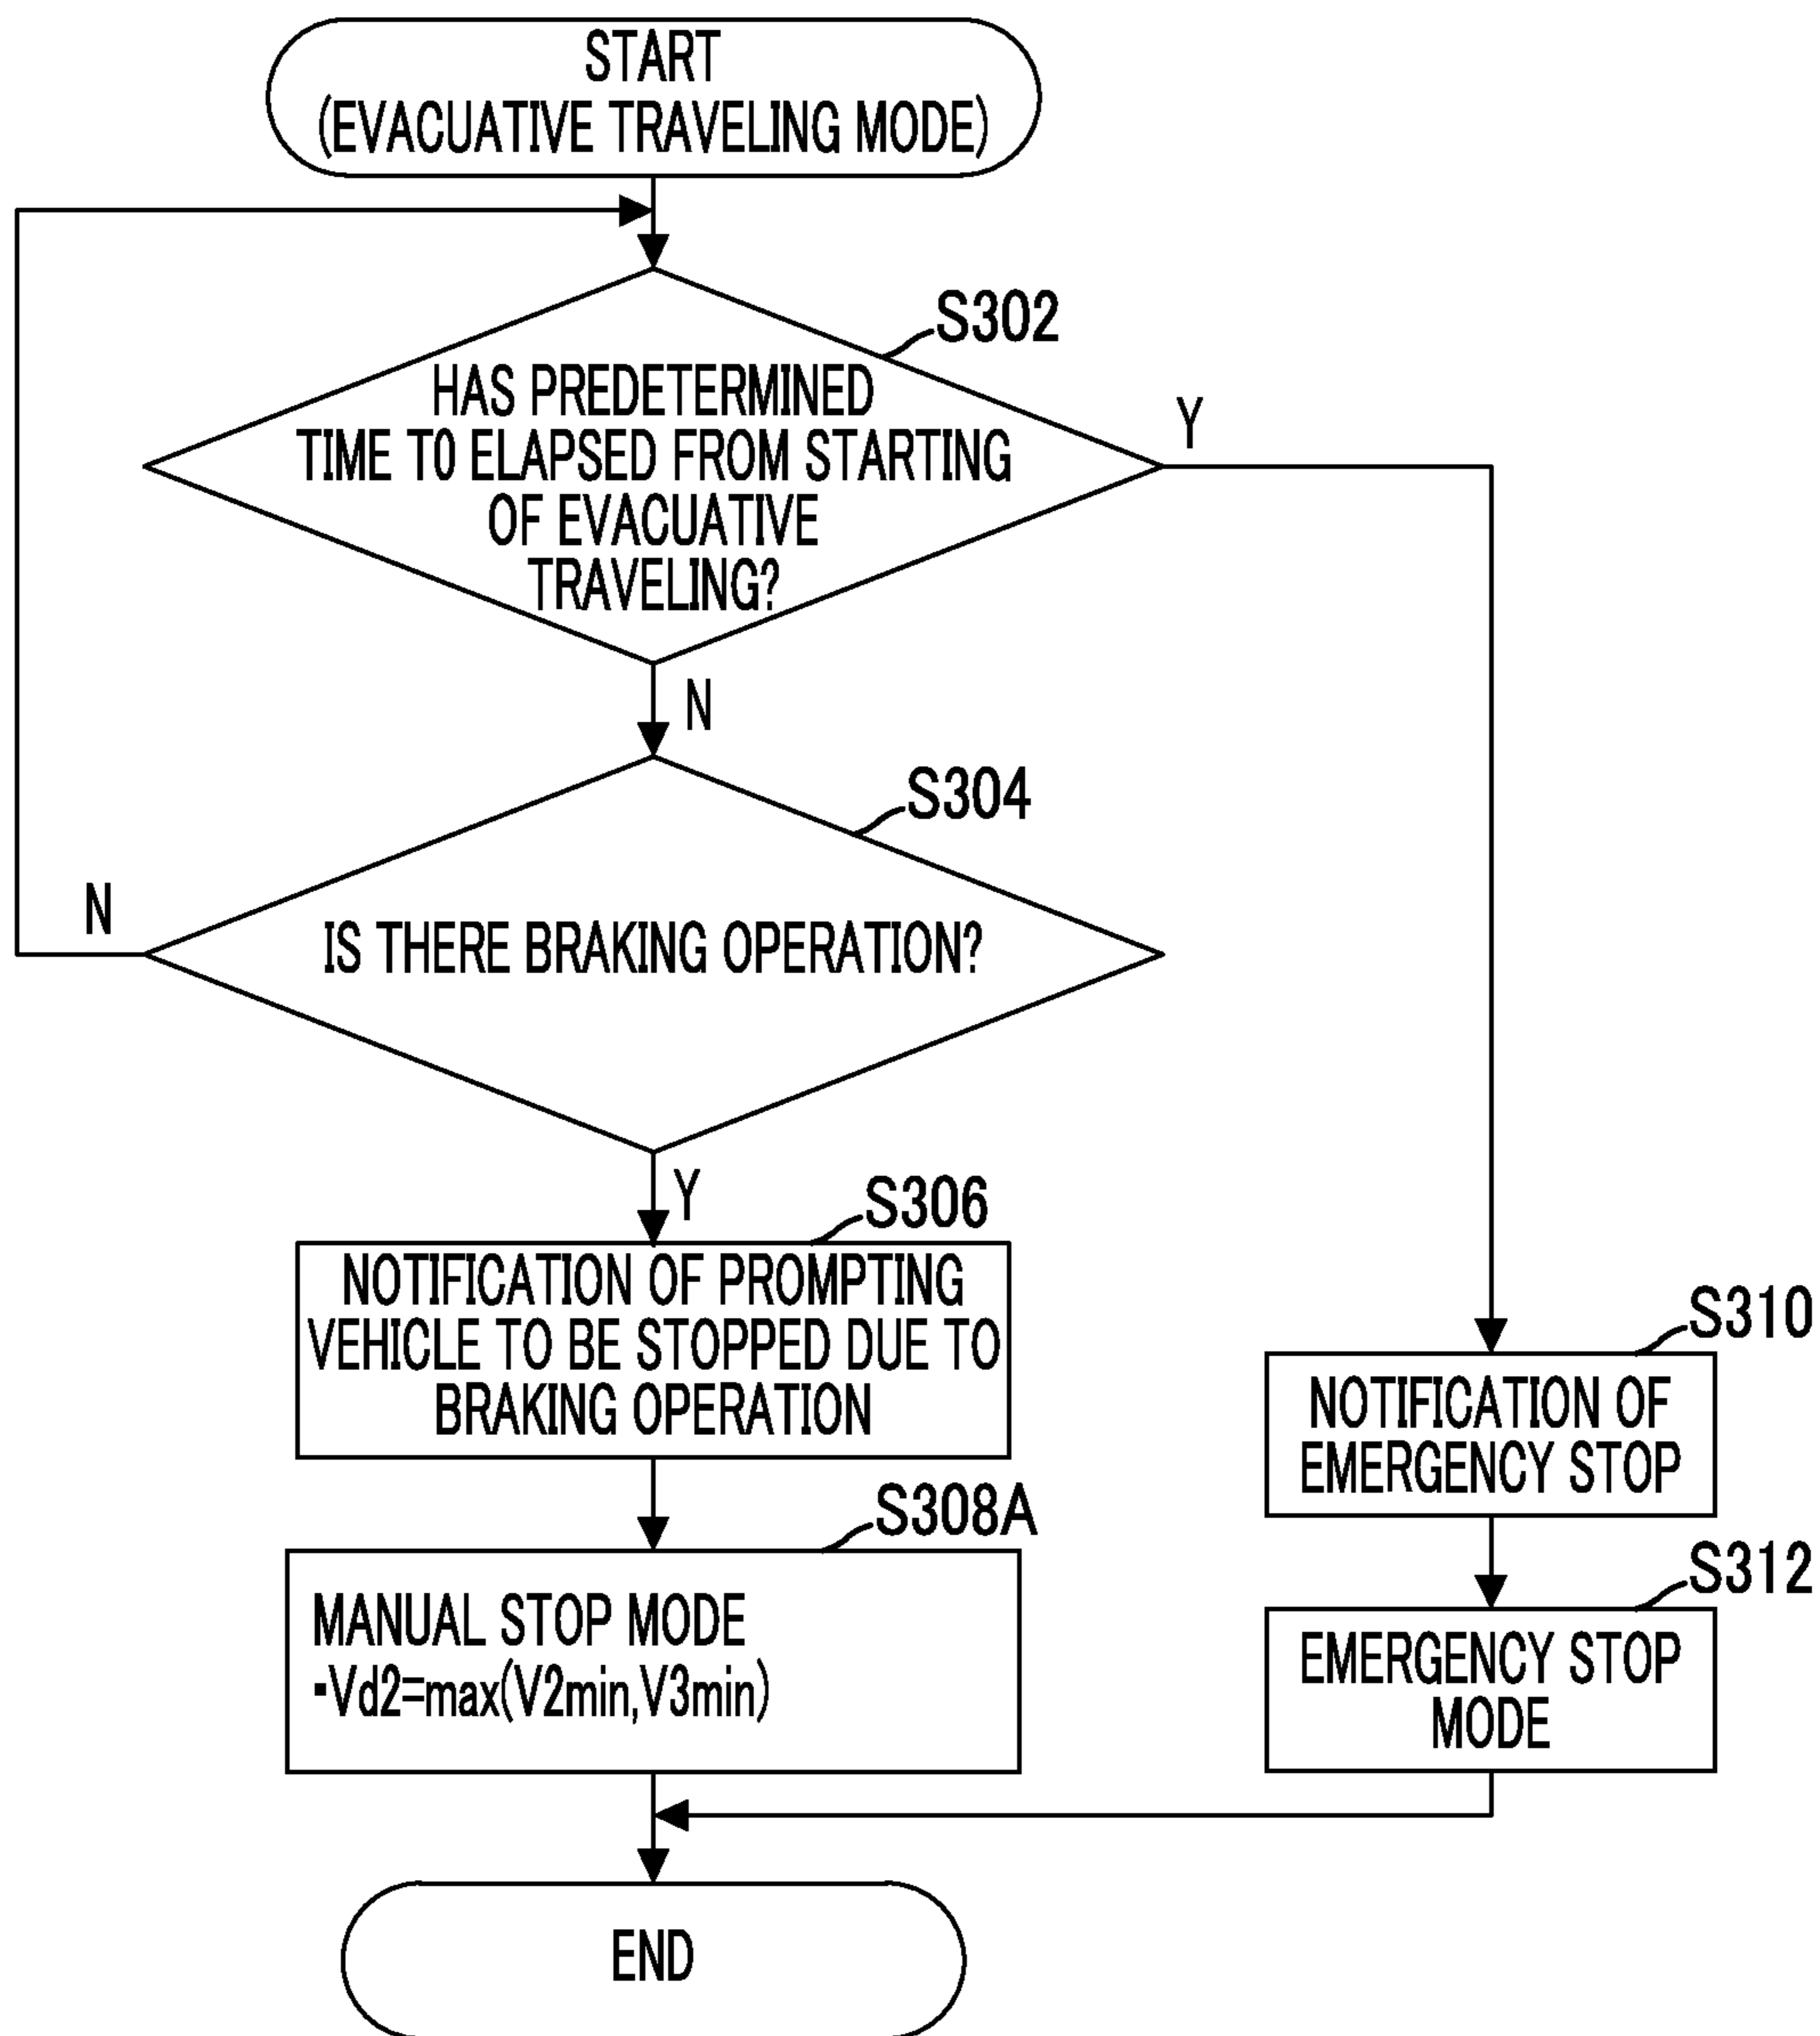 START
(EVACUATIVE TRAVELING MODE)
S302
HAS PREDETERMINED
TIME T0 ELAPSED FROM STARTING
OF EVACUATIVE
TRAVELING?
Y
N
S304
IS THERE BRAKING OPERATION?
N
Y
S306
NOTIFICATION OF PROMPTING
VEHICLE TO BE STOPPED DUE TO
BRAKING OPERATION
S308A
MANUAL STOP MODE
▪Vd2=max(V2min,V3min)
S310
NOTIFICATION OF
EMERGENCY STOP
S312
EMERGENCY STOP
MODE
END